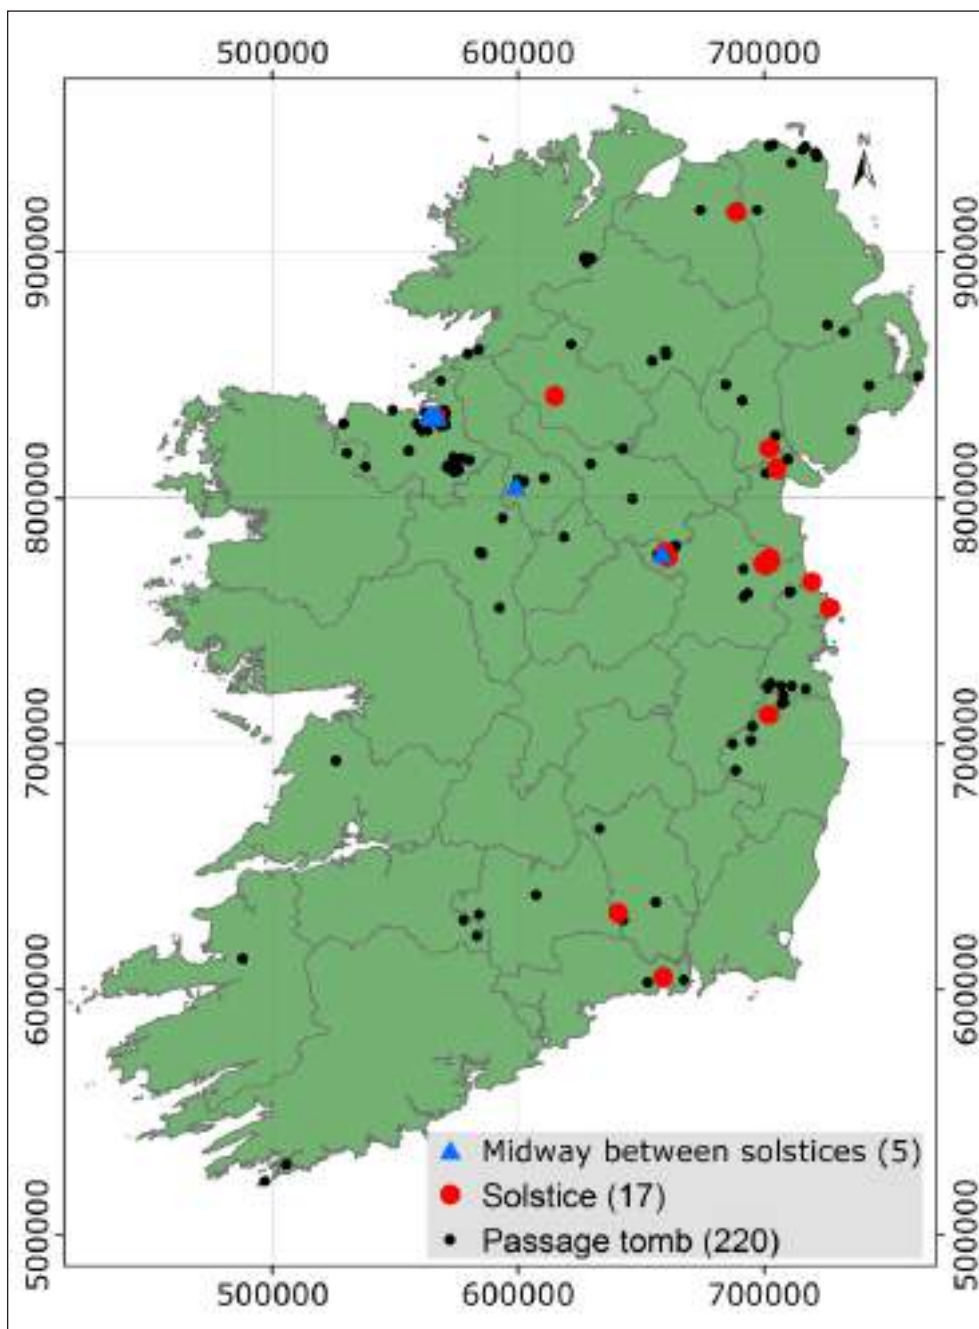 500000 600000 700000
N
900000 900000
800000 800000
700000 700000
600000 600000
500000 500000
Midway between solstices (5)
Solstice (17)
Passage tomb (220)
500000 600000 700000